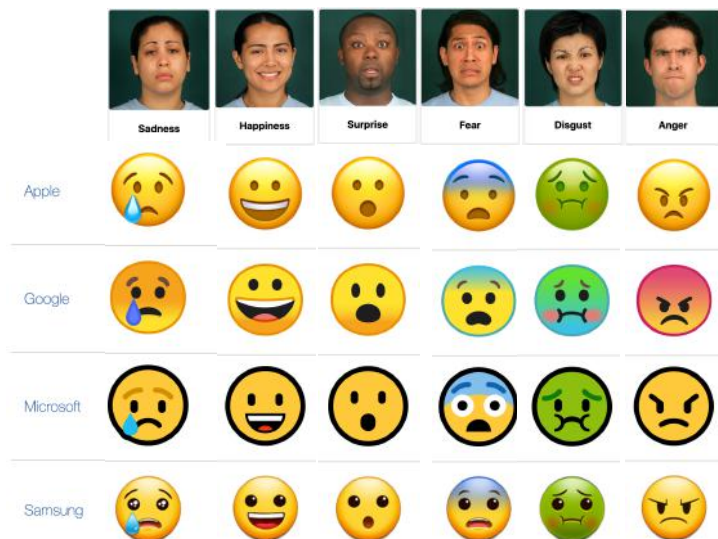 Sadness Happiness Surprise Fear Disgust Anger
Apple
Google
Microsoft
Samsung